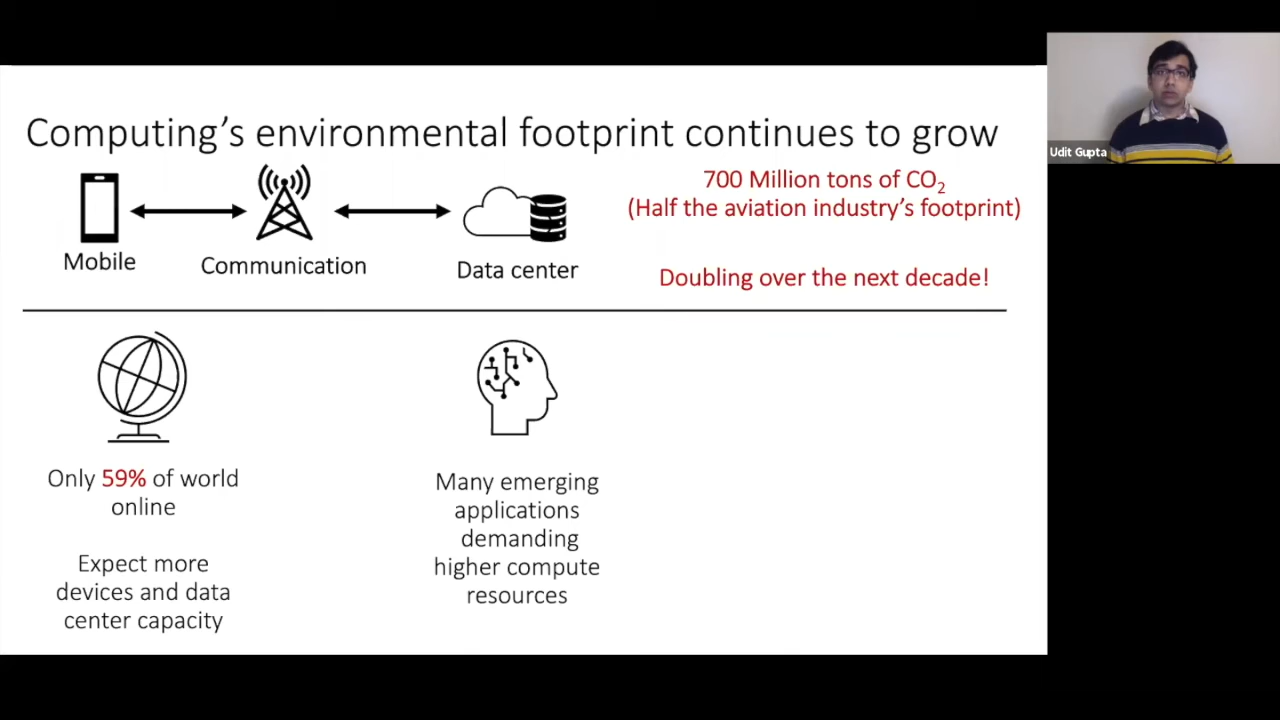 Computing’s environmental footprint continues to grow
Mobile
Communication
Data center
700 Million tons of CO₂
(Half the aviation industry’s footprint)
Doubling over the next decade!
Only 59% of world
online
Expect more
devices and data
center capacity
Many emerging
applications
demanding
higher compute
resources
Udit Gupta